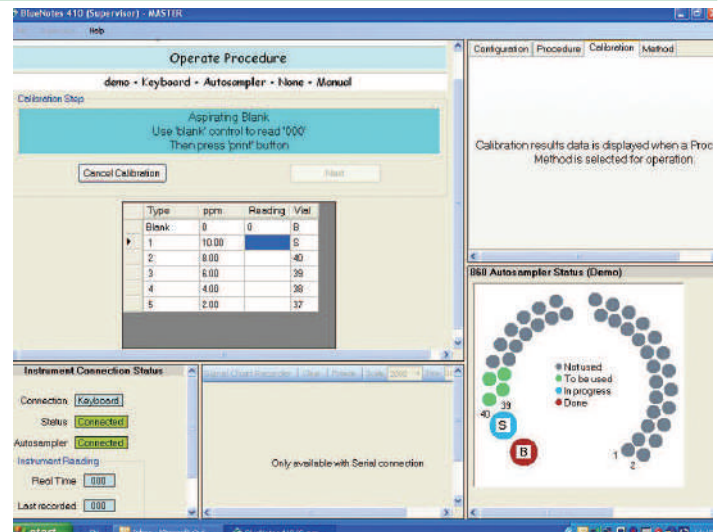 BlueNotes 410 (Supervisor) - MASTER
Help
Operate Procedure
demo - Keyboard - Autosampler - None - Manual
Calibration Step
Aspirating Blank
Use 'blank' control to read '000'
Then press 'print' button
Cancel Calibration
Next
Type ppm Reading Vial
Blank 0 0 B
1 10.00 S
2 8.00 40
3 6.00 39
4 4.00 38
5 2.00 37
Configuration Procedure Calibration Method
Calibration results data is displayed when a Proc
Method is selected for operation.
860 Autosampler Status (Demo)
Not used
To be used
In progress
Done
39
40
S
B
1
2
Instrument Connection Status
Connection Keyboard
Status Connected
Autosampler Connected
Instrument Reading
Real Time 000
Last recorded 000
Only available with Serial connection
start